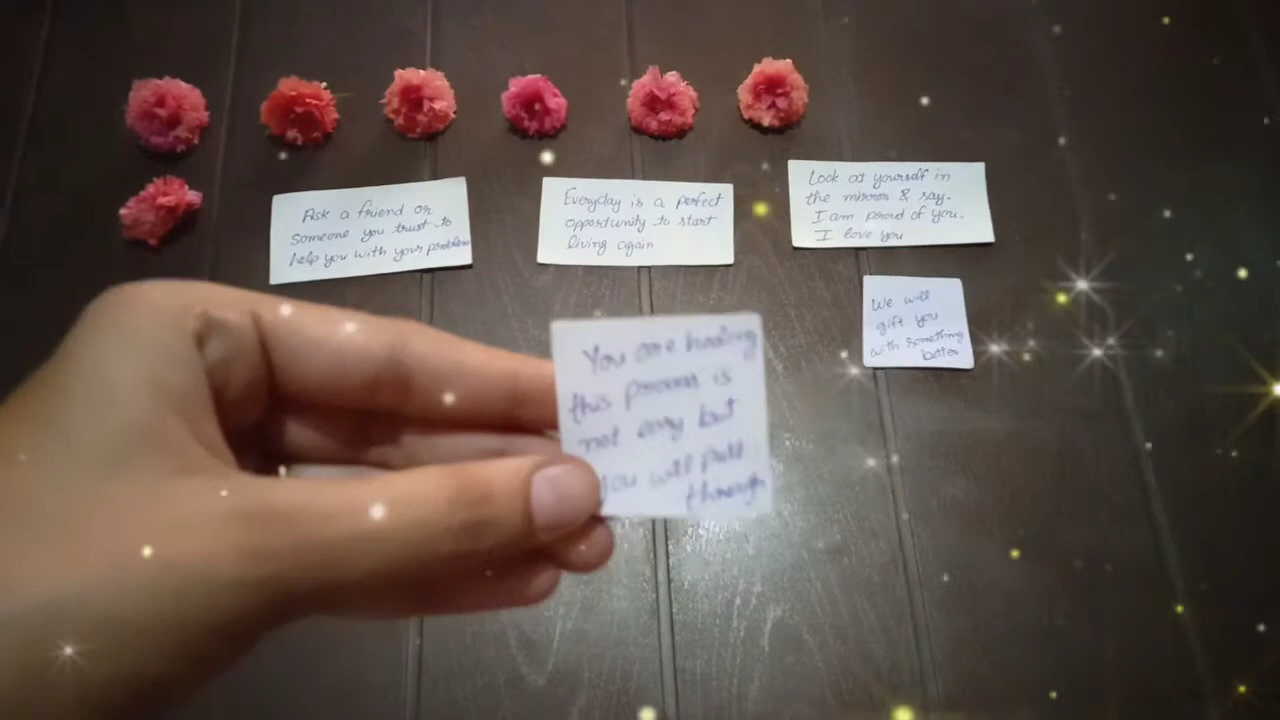 Ask a friend or
someone you trust to
help you with your problem
Everyday is a perfect
opportunity to start
living again
Look at yourself in
the mirror & say.
I am proud of you.
I love you
We will
gift you
with something
better
You are healing
this process is
not easy but
you will pull
through